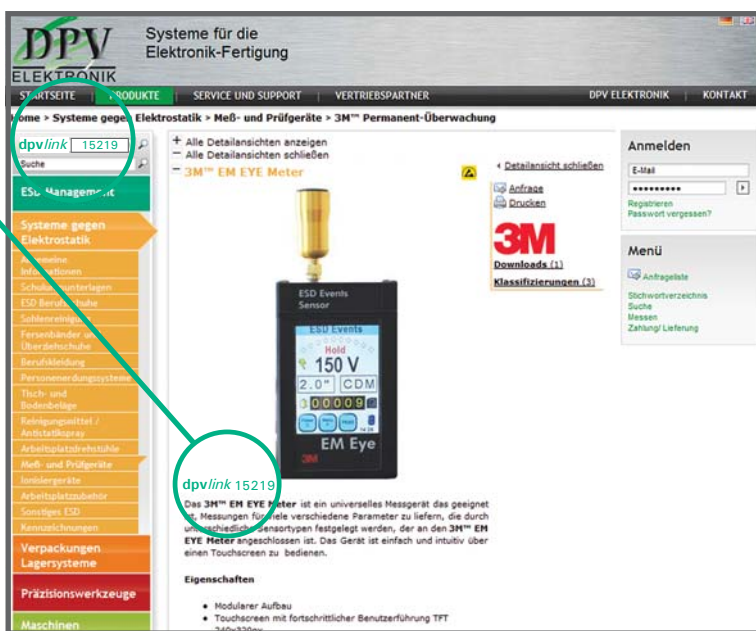 DPV
ELEKTRONIK
Systeme für die
Elektronik-Fertigung
STARTSEITE PRODUKTE SERVICE UND SUPPORT VERTRIEBSPARTNER DPV ELEKTRONIK KONTAKT
Home > Systeme gegen Elektrostatik > Meß- und Prüfgeräte > 3M™ Permanent-Überwachung
dpvlink 15219
Suche
ESD Management
Systeme gegen
Elektrostatik
Allgemeine
Informationen
Schulungsunterlagen
ESD Berufsschuhe
Sohlenreinigung
Fersenbänder und
Überziehschuhe
Berufskleidung
Personenerdungssysteme
Tisch- und
Bodenbeläge
Reinigungsmittel /
Antistatikspray
Arbeitsplatzdrehstühle
Meß- und Prüfgeräte
Ionisiergeräte
Arbeitsplatzzubehör
Sonstiges ESD
Kennzeichnungen
Verpackungen
Lagersysteme
Präzisionswerkzeuge
Maschinen
+ Alle Detailansichten anzeigen
− Alle Detailansichten schließen
− 3M™ EM EYE Meter
Detailansicht schließen
Anfrage
Drucken
3M
Downloads (1)
Klassifizierungen (3)
ESD Events
Sensor
ESD Events
Hold
150 V
2.0" CDM
00009
EM Eye
3M
dpvlink 15219
Das 3M™ EM EYE Meter ist ein universelles Messgerät das geeignet
ist, Messungen für viele verschiedene Parameter zu liefern, die durch
unterschiedliche Sensortypen festgelegt werden, der an den 3M™ EM
EYE Meter angeschlossen ist. Das Gerät ist einfach und intuitiv über
einen Touchscreen zu bedienen.
Eigenschaften
• Modularer Aufbau
• Touchscreen mit fortschrittlicher Benutzerführung TFT
240x320px
Anmelden
E-Mail
•••••••••
Registrieren
Passwort vergessen?
Menü
Anfrageliste
Stichwortverzeichnis
Suche
Messen
Zahlung/ Lieferung